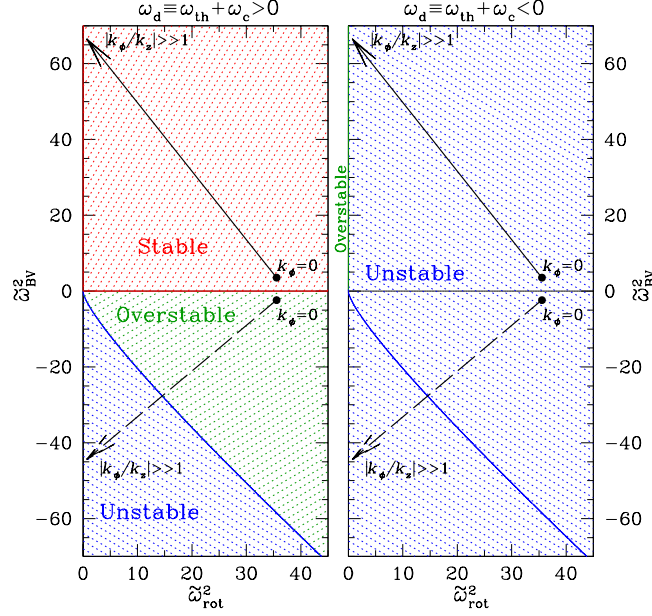 ω_d≡ω_th+ω_c>0
ω_d≡ω_th+ω_c<0
|k_ϕ/k_z|>>1
|k_ϕ/k_z|>>1
60
40
20
0
−20
−40
−60
60
40
20
0
−20
−40
−60
Stable
k_ϕ=0
Overstable
k_ϕ=0
|k_ϕ/k_z|>>1
Unstable
Overstable
Unstable
k_ϕ=0
k_ϕ=0
|k_ϕ/k_z|>>1
ω̃²_BV
ω̃²_BV
0 10 20 30 40
0 10 20 30 40
ω̃²_rot
ω̃²_rot